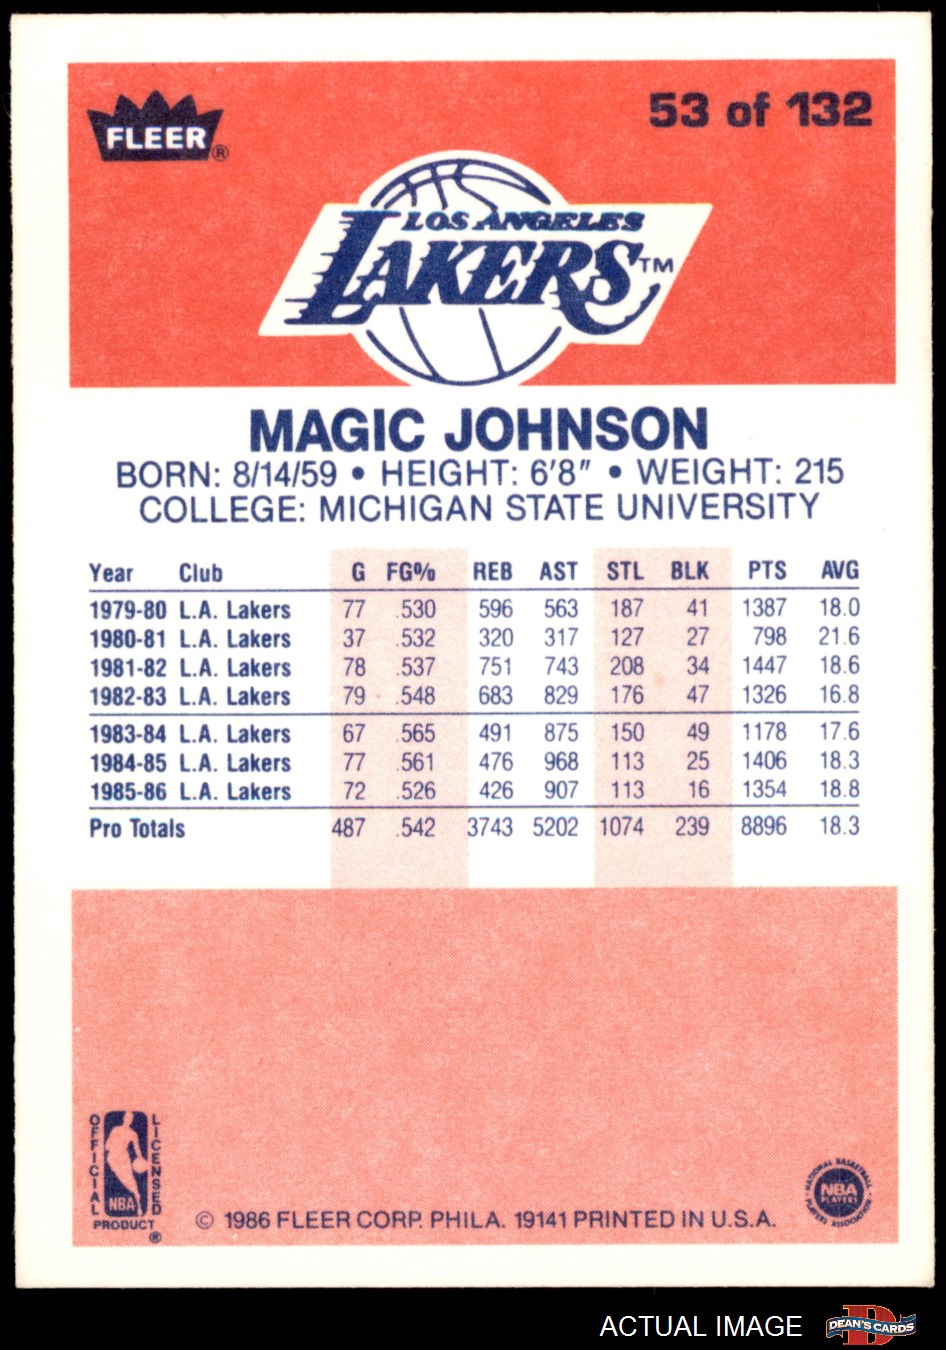 FLEER®
53 of 132
LOS ANGELES
LAKERS™
MAGIC JOHNSON
BORN: 8/14/59 • HEIGHT: 6'8" • WEIGHT: 215
COLLEGE: MICHIGAN STATE UNIVERSITY
Year Club G FG% REB AST STL BLK PTS AVG
1979-80 L.A. Lakers 77 .530 596 563 187 41 1387 18.0
1980-81 L.A. Lakers 37 .532 320 317 127 27 798 21.6
1981-82 L.A. Lakers 78 .537 751 743 208 34 1447 18.6
1982-83 L.A. Lakers 79 .548 683 829 176 47 1326 16.8
1983-84 L.A. Lakers 67 .565 491 875 150 49 1178 17.6
1984-85 L.A. Lakers 77 .561 476 968 113 25 1406 18.3
1985-86 L.A. Lakers 72 .526 426 907 113 16 1354 18.8
Pro Totals 487 .542 3743 5202 1074 239 8896 18.3
OFFICIAL
LICENSED
NBA
PRODUCT
®
© 1986 FLEER CORP. PHILA. 19141 PRINTED IN U.S.A.
NATIONAL BASKETBALL
NBA
PLAYERS
PLAYERS ASSOCIATION
ACTUAL IMAGE
D
DEAN'S CARDS